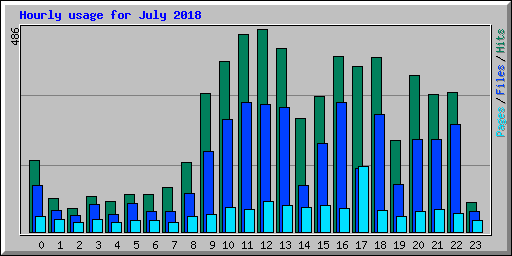 Hourly usage for July 2018
486
Pages / Files / Hits
0 1 2 3 4 5 6 7 8 9 10 11 12 13 14 15 16 17 18 19 20 21 22 23